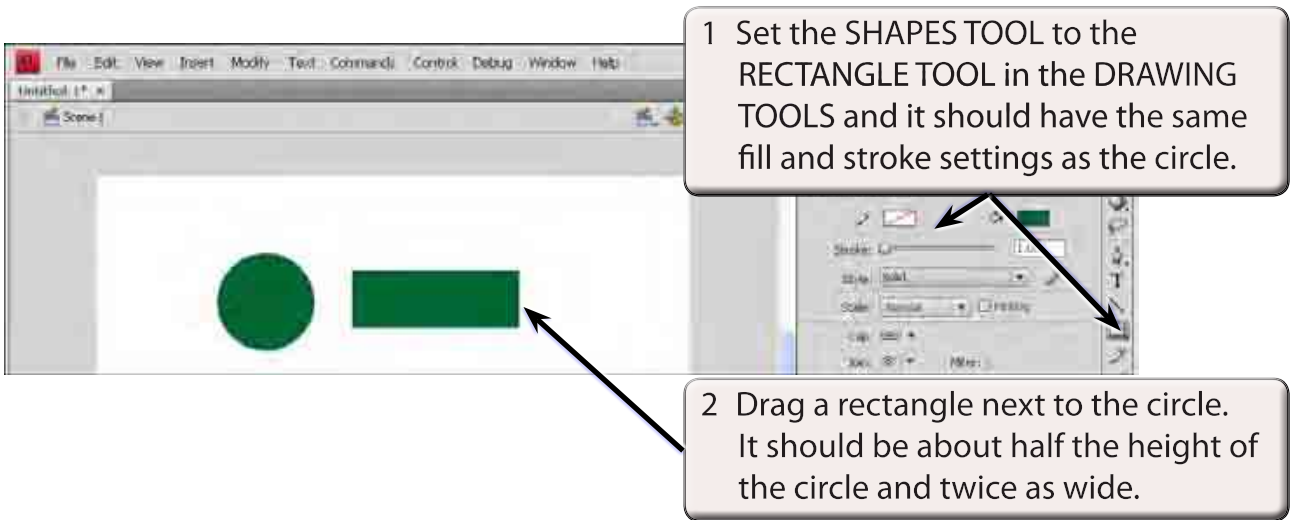 1 Set the SHAPES TOOL to the
RECTANGLE TOOL in the DRAWING
TOOLS and it should have the same
fill and stroke settings as the circle.
File Edit View Insert Modify Text Commands Control Debug Window Help
Untitled 1* ×
Scene 1
Stroke:
Style: Solid
Scale: Normal Hinting
Cap:
Join: Miter:
2 Drag a rectangle next to the circle.
It should be about half the height of
the circle and twice as wide.